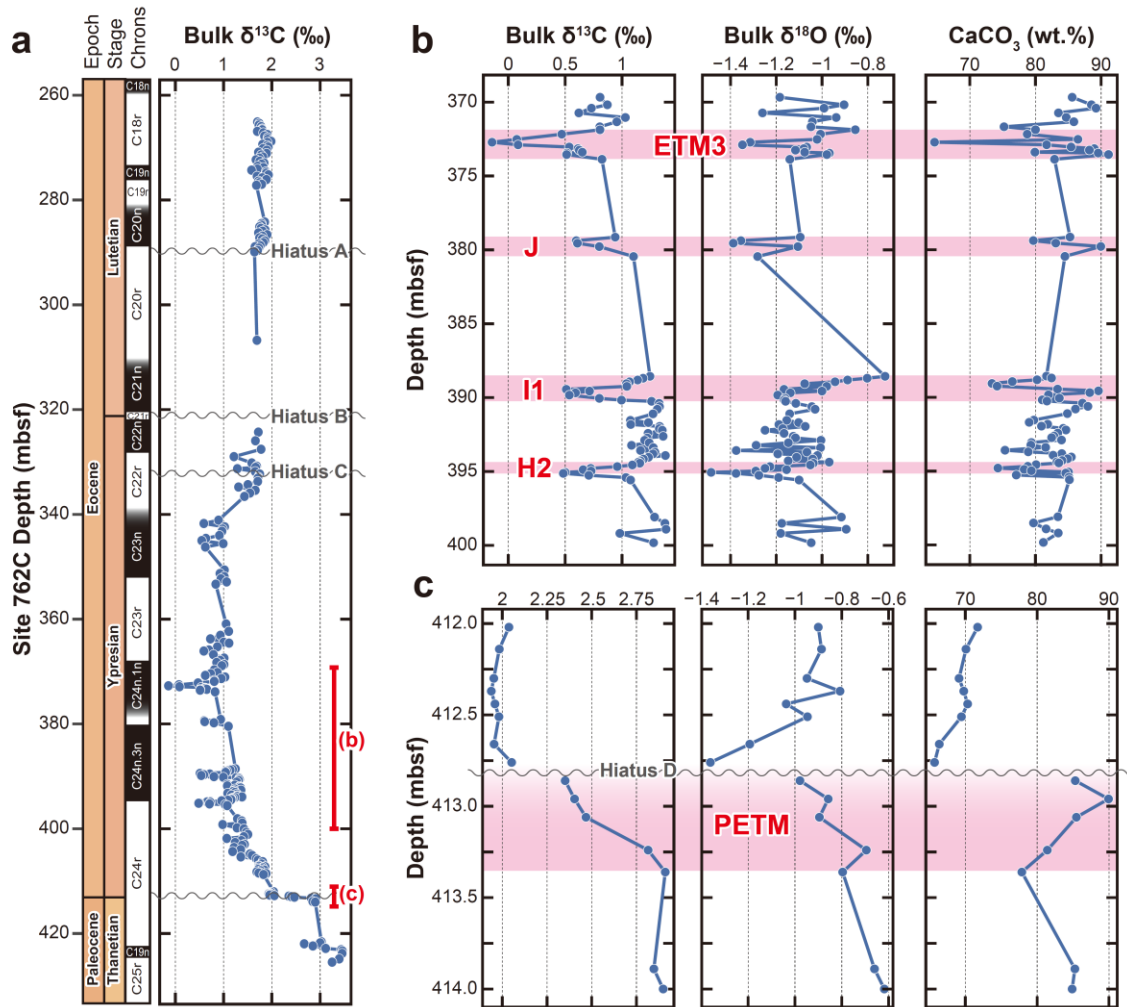 a
Epoch
Stage
Chrons
Bulk δ¹³C (‰)
0 1 2 3
Site 762C Depth (mbsf)
260
280
300
320
340
360
380
400
420
Eocene
Paleocene
Lutetian
Ypresian
Thanetian
C18n
C18r
C19n
C19r
C20n
C20r
C21n
C21r
C22n
C22r
C23n
C23r
C24n.1n
C24n.3n
C24r
C19n
C25r
Hiatus A
Hiatus B
Hiatus C
(b)
(c)
b
Bulk δ¹³C (‰) Bulk δ¹⁸O (‰) CaCO₃ (wt.%)
0 0.5 1 −1.4 −1.2 −1 −0.8 70 80 90
Depth (mbsf)
370
375
380
385
390
395
400
ETM3
J
I1
H2
c
2 2.25 2.5 2.75 −1.4 −1.2 −1 −0.8 −0.6 70 80 90
Depth (mbsf)
412.0
412.5
413.0
413.5
414.0
Hiatus D
PETM